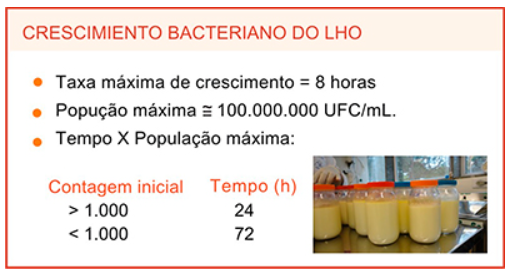 CRESCIMIENTO BACTERIANO DO LHO
Taxa máxima de crescimento = 8 horas
Popução máxima ≅ 100.000.000 UFC/mL.
Tempo X População máxima:
Contagem inicial Tempo (h)
> 1.000 24
< 1.000 72